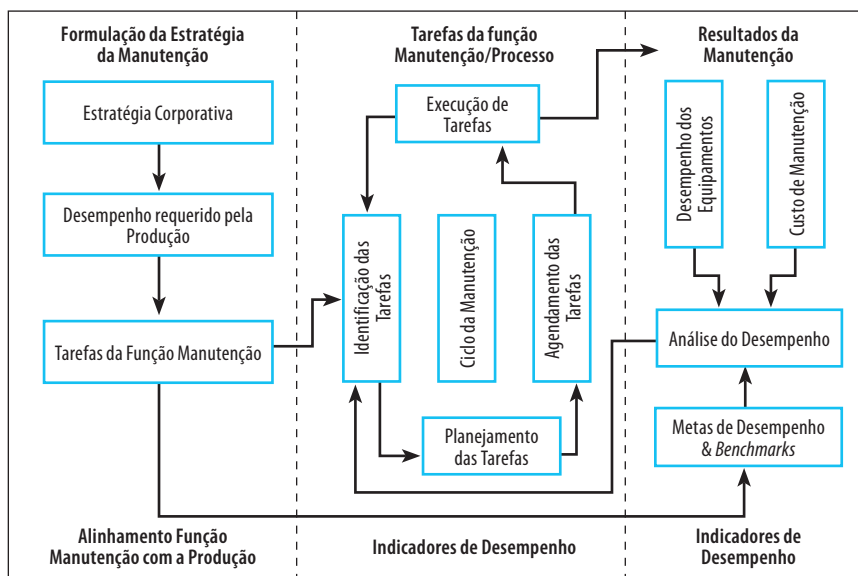 Formulação da Estratégia
da Manutenção
Estratégia Corporativa
Desempenho requerido pela
Produção
Tarefas da Função Manutenção
Alinhamento Função
Manutenção com a Produção
Tarefas da função
Manutenção/Processo
Execução de
Tarefas
Identificação das
Tarefas
Ciclo da Manutenção
Agendamento das
Tarefas
Planejamento
das Tarefas
Indicadores de Desempenho
Resultados da
Manutenção
Desempenho dos
Equipamentos
Custo de Manutenção
Análise do Desempenho
Metas de Desempenho
& Benchmarks
Indicadores de
Desempenho